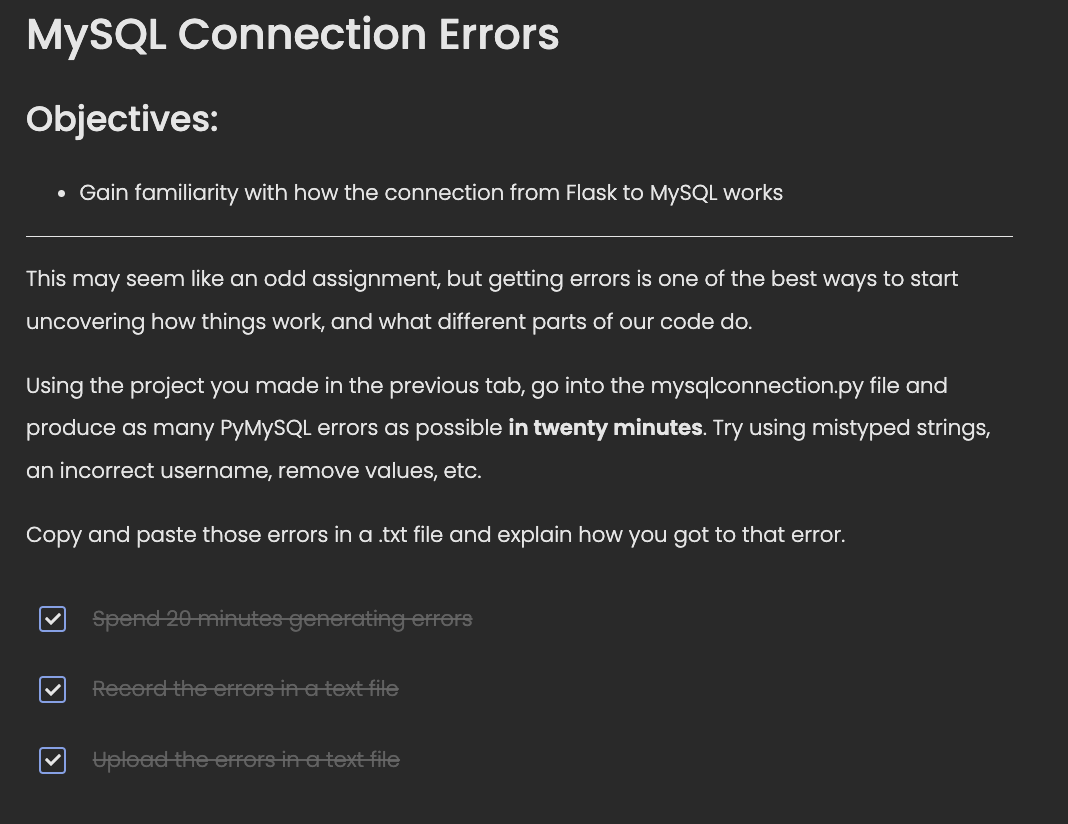 MySQL Connection Errors
Objectives:
• Gain familiarity with how the connection from Flask to MySQL works
This may seem like an odd assignment, but getting errors is one of the best ways to start
uncovering how things work, and what different parts of our code do.
Using the project you made in the previous tab, go into the mysqlconnection.py file and
produce as many PyMySQL errors as possible in twenty minutes. Try using mistyped strings,
an incorrect username, remove values, etc.
Copy and paste those errors in a .txt file and explain how you got to that error.
Spend 20 minutes generating errors
Record the errors in a text file
Upload the errors in a text file